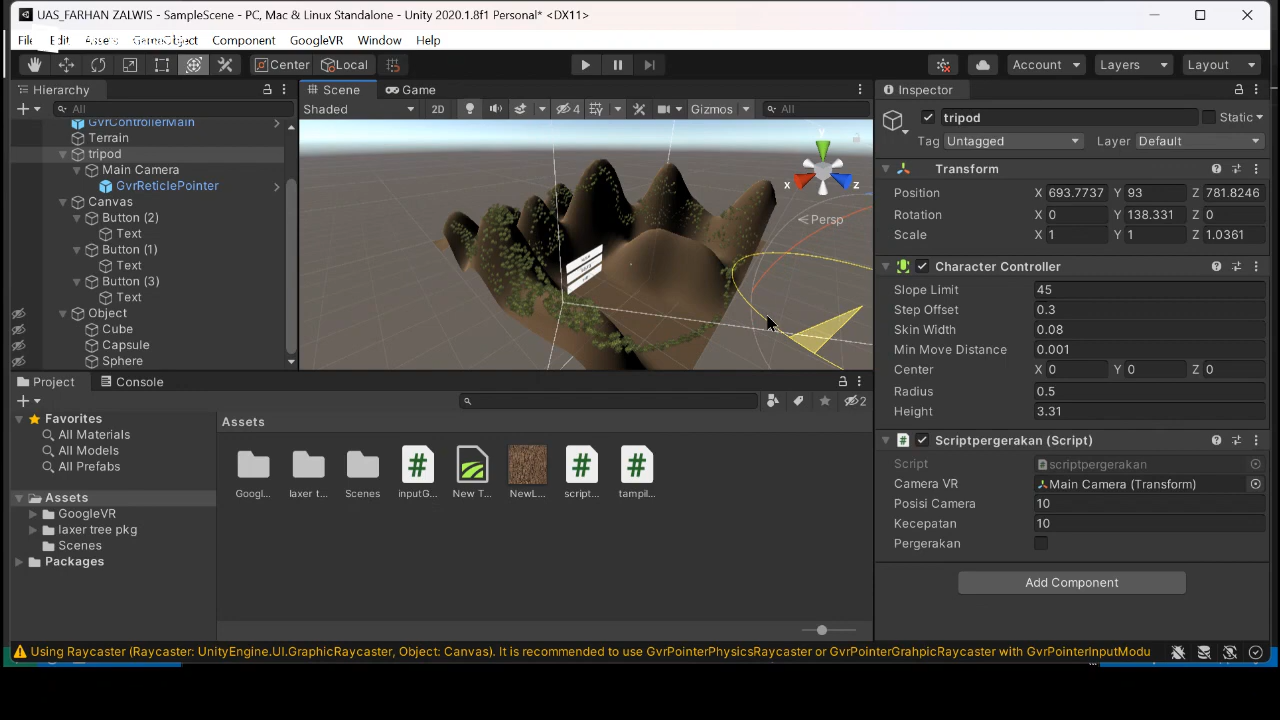 UAS_FARHAN ZALWIS - SampleScene - PC, Mac & Linux Standalone - Unity 2020.1.8f1 Personal* <DX11>
File Edit Assets GameObject Component GoogleVR Window Help
Center Local Account Layers Layout
Hierarchy
All
GvrControllerMain
Terrain
tripod
Main Camera
GvrReticlePointer
Canvas
Button (2)
Text
Button (1)
Text
Button (3)
Text
Object
Cube
Capsule
Sphere
Scene Game
Shaded 2D 4 Gizmos All
y
x
z
Persp
Inspector
tripod Static
Tag Untagged Layer Default
Transform
Position X 693.7737 Y 93 Z 781.8246
Rotation X 0 Y 138.331 Z 0
Scale X 1 Y 1 Z 1.0361
Character Controller
Slope Limit 45
Step Offset 0.3
Skin Width 0.08
Min Move Distance 0.001
Center X 0 Y 0 Z 0
Radius 0.5
Height 3.31
Scriptpergerakan (Script)
Script scriptpergerakan
Camera VR Main Camera (Transform)
Posisi Camera 10
Kecepatan 10
Pergerakan
Add Component
Project Console
2
Favorites
All Materials
All Models
All Prefabs
Assets
GoogleVR
laxer tree pkg
Scenes
Packages
Assets
Googl... laxer t... Scenes inputG... New T... NewL... script... tampil...
Using Raycaster (Raycaster: UnityEngine.UI.GraphicRaycaster, Object: Canvas). It is recommended to use GvrPointerPhysicsRaycaster or GvrPointerGrahpicRaycaster with GvrPointerInputModu